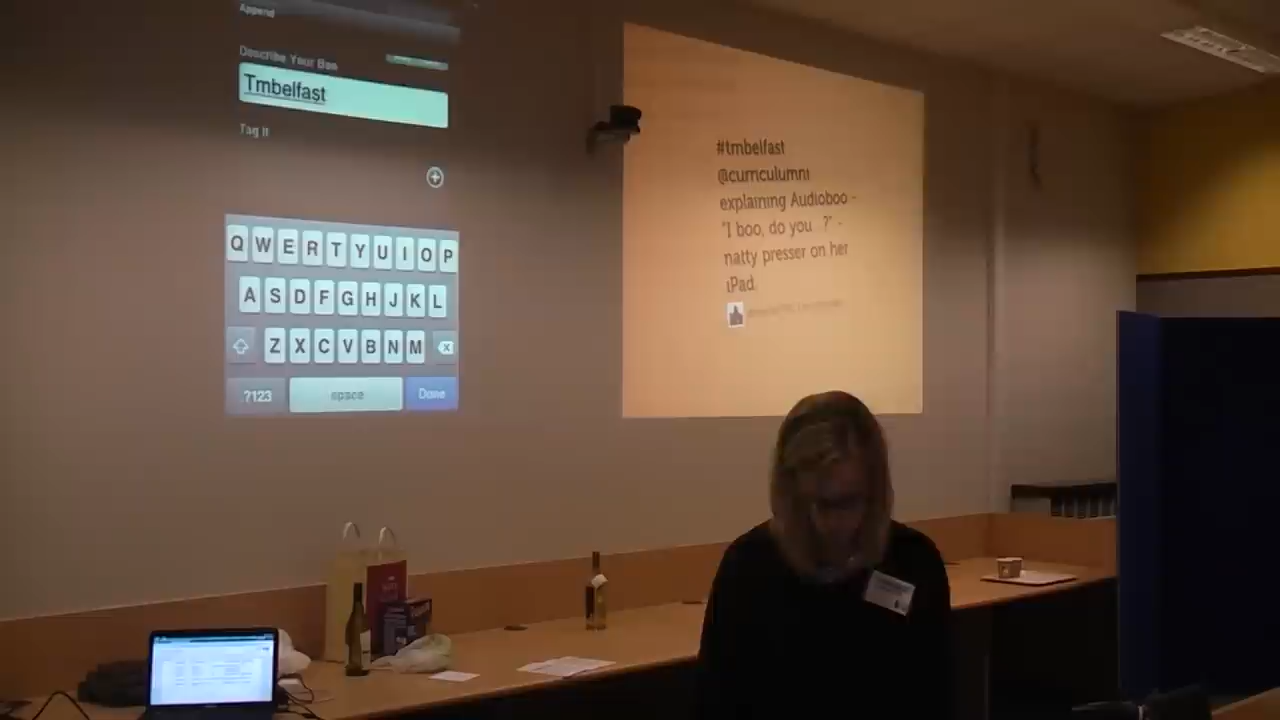 Append
Describe Your Boo
Tmbelfast
Tag it
Q W E R T Y U I O P
A S D F G H J K L
Z X C V B N M
.?123
space
Done
#tmbelfast
@curriculumni
explaining Audioboo -
"I boo, do you ?" -
natty presser on her
iPad.